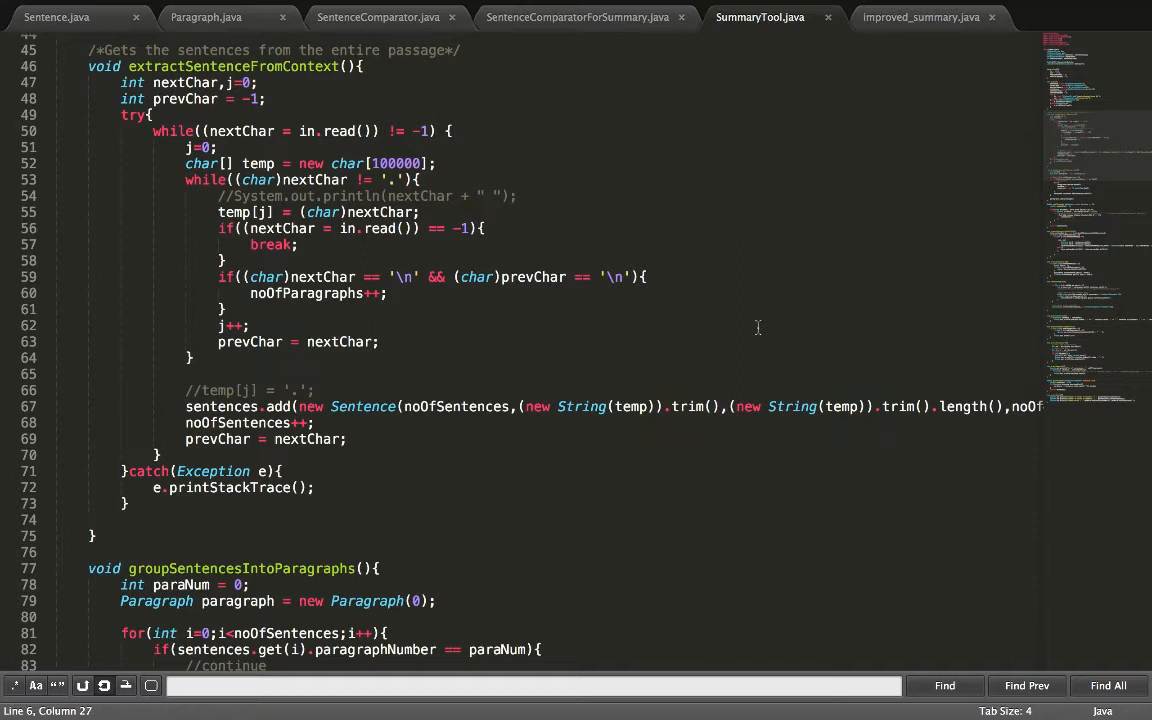 Sentence.java × Paragraph.java × SentenceComparator.java × SentenceComparatorForSummary.java × SummaryTool.java × improved_summary.java ×
44
45 /*Gets the sentences from the entire passage*/
46 void extractSentenceFromContext(){
47 int nextChar,j=0;
48 int prevChar = -1;
49 try{
50 while((nextChar = in.read()) != -1) {
51 j=0;
52 char[] temp = new char[100000];
53 while((char)nextChar != '.'){
54 //System.out.println(nextChar + " ");
55 temp[j] = (char)nextChar;
56 if((nextChar = in.read()) == -1){
57 break;
58 }
59 if((char)nextChar == '\n' && (char)prevChar == '\n'){
60 noOfParagraphs++;
61 }
62 j++;
63 prevChar = nextChar;
64 }
65
66 //temp[j] = '.';
67 sentences.add(new Sentence(noOfSentences,(new String(temp)).trim(),(new String(temp)).trim().length(),noOf
68 noOfSentences++;
69 prevChar = nextChar;
70 }
71 }catch(Exception e){
72 e.printStackTrace();
73 }
74
75 }
76
77 void groupSentencesIntoParagraphs(){
78 int paraNum = 0;
79 Paragraph paragraph = new Paragraph(0);
80
81 for(int i=0;i<noOfSentences;i++){
82 if(sentences.get(i).paragraphNumber == paraNum){
83 //continue
.* Aa “” Find Find Prev Find All
Line 6, Column 27 Tab Size: 4 Java